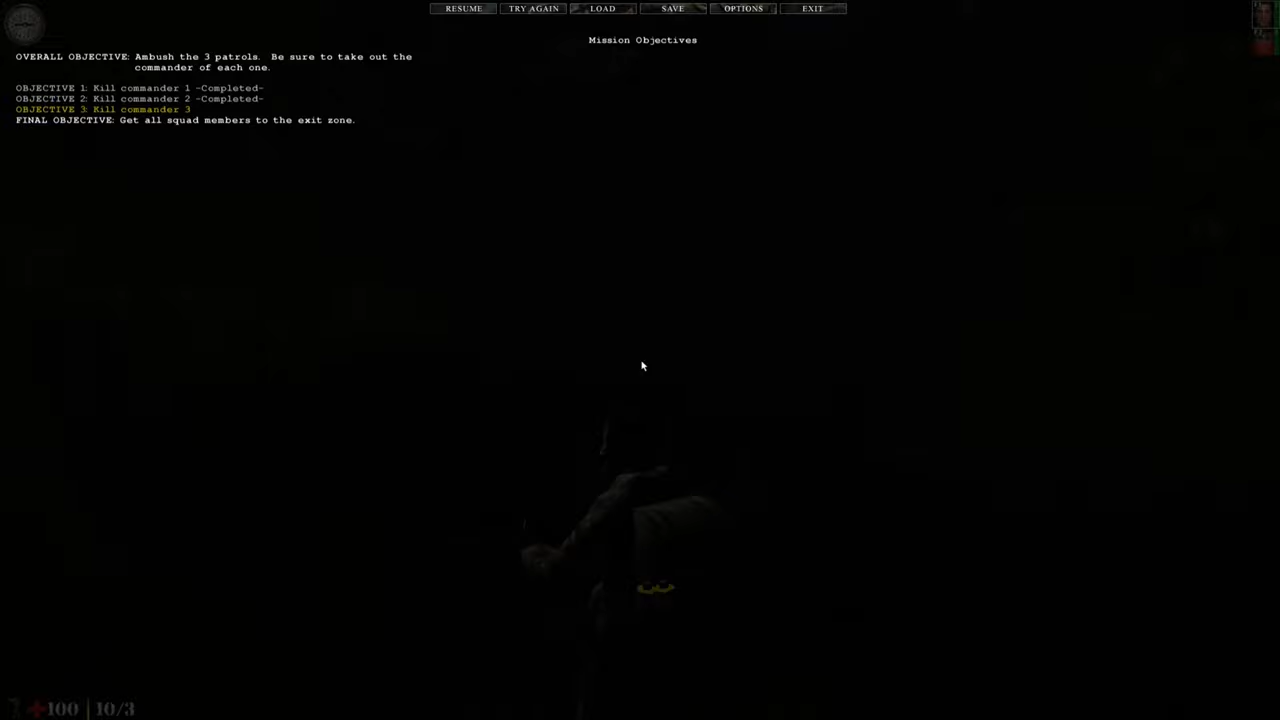 RESUME TRY AGAIN LOAD SAVE OPTIONS EXIT
Mission Objectives
OVERALL OBJECTIVE: Ambush the 3 patrols. Be sure to take out the
commander of each one.
OBJECTIVE 1: Kill commander 1 -Completed-
OBJECTIVE 2: Kill commander 2 -Completed-
OBJECTIVE 3: Kill commander 3
FINAL OBJECTIVE: Get all squad members to the exit zone.
100 | 10/3